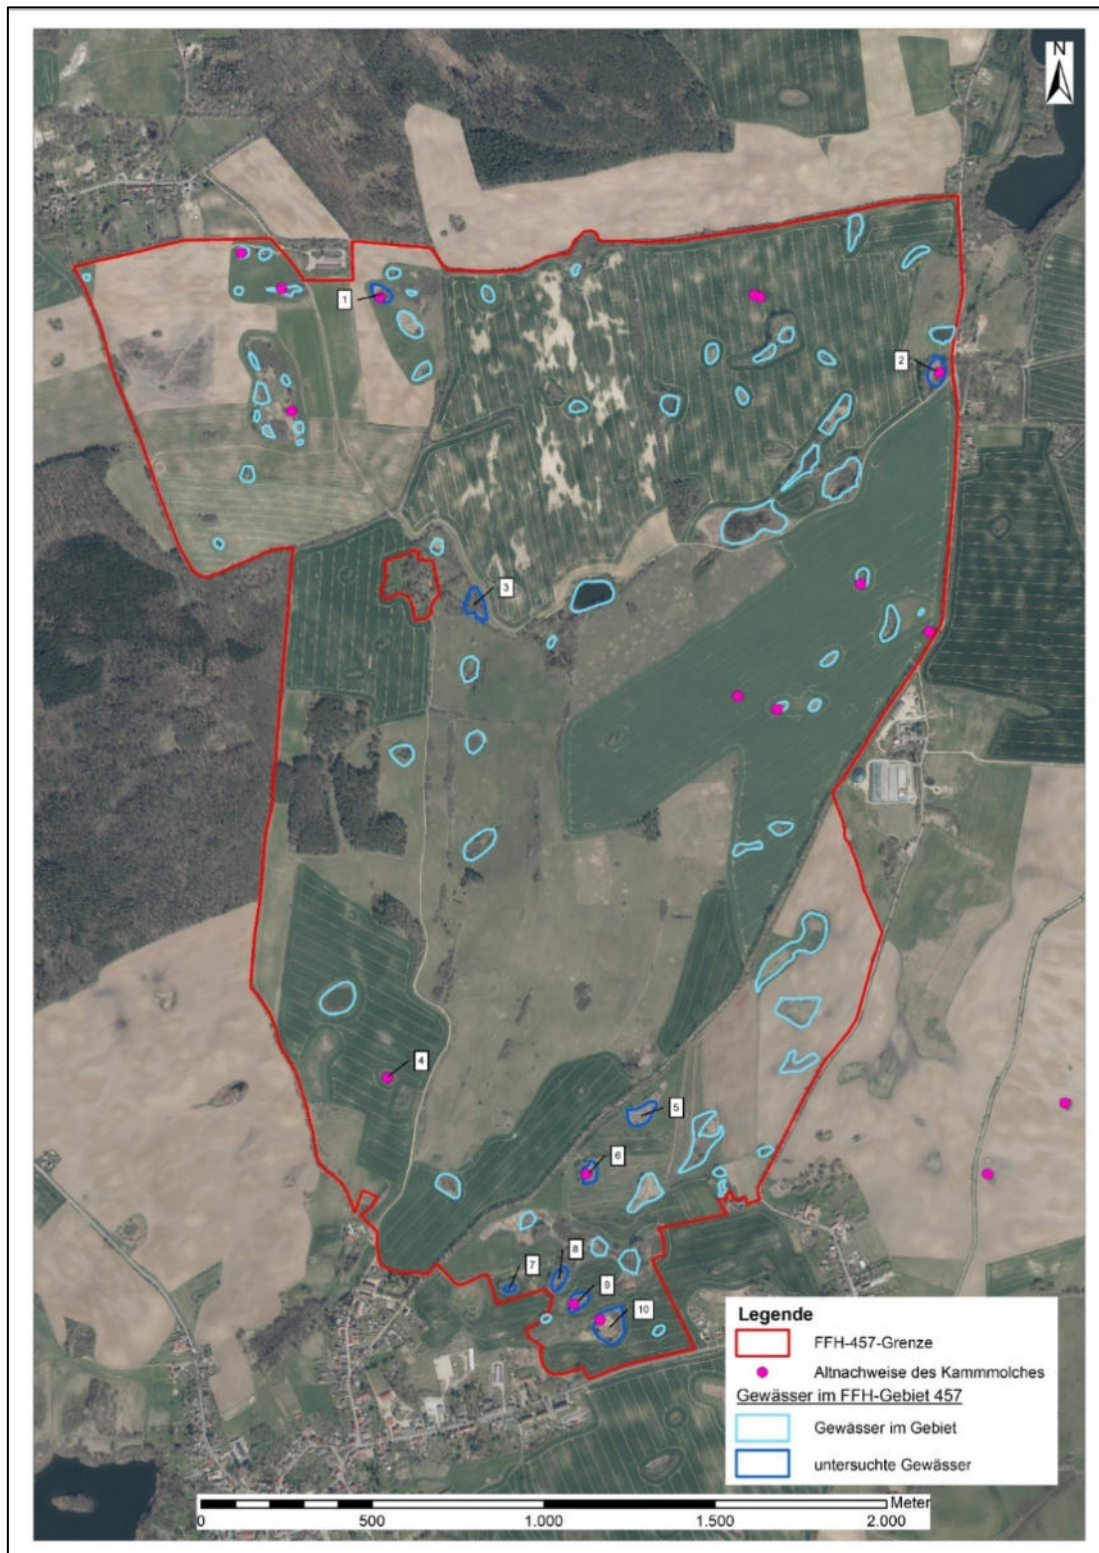 N
1
2
3
4
5
6
7
8
9
10
Legende
FFH-457-Grenze
Altnachweise des Kammmolches
Gewässer im FFH-Gebiet 457
Gewässer im Gebiet
untersuchte Gewässer
Meter
0 500 1.000 1.500 2.000